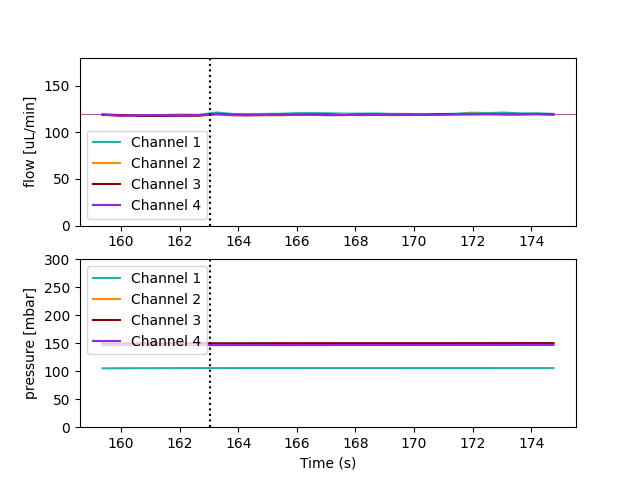 flow [uL/min]
150
100
50
0
Channel 1
Channel 2
Channel 3
Channel 4
160 162 164 166 168 170 172 174
pressure [mbar]
300
250
200
150
100
50
0
Channel 1
Channel 2
Channel 3
Channel 4
160 162 164 166 168 170 172 174
Time (s)